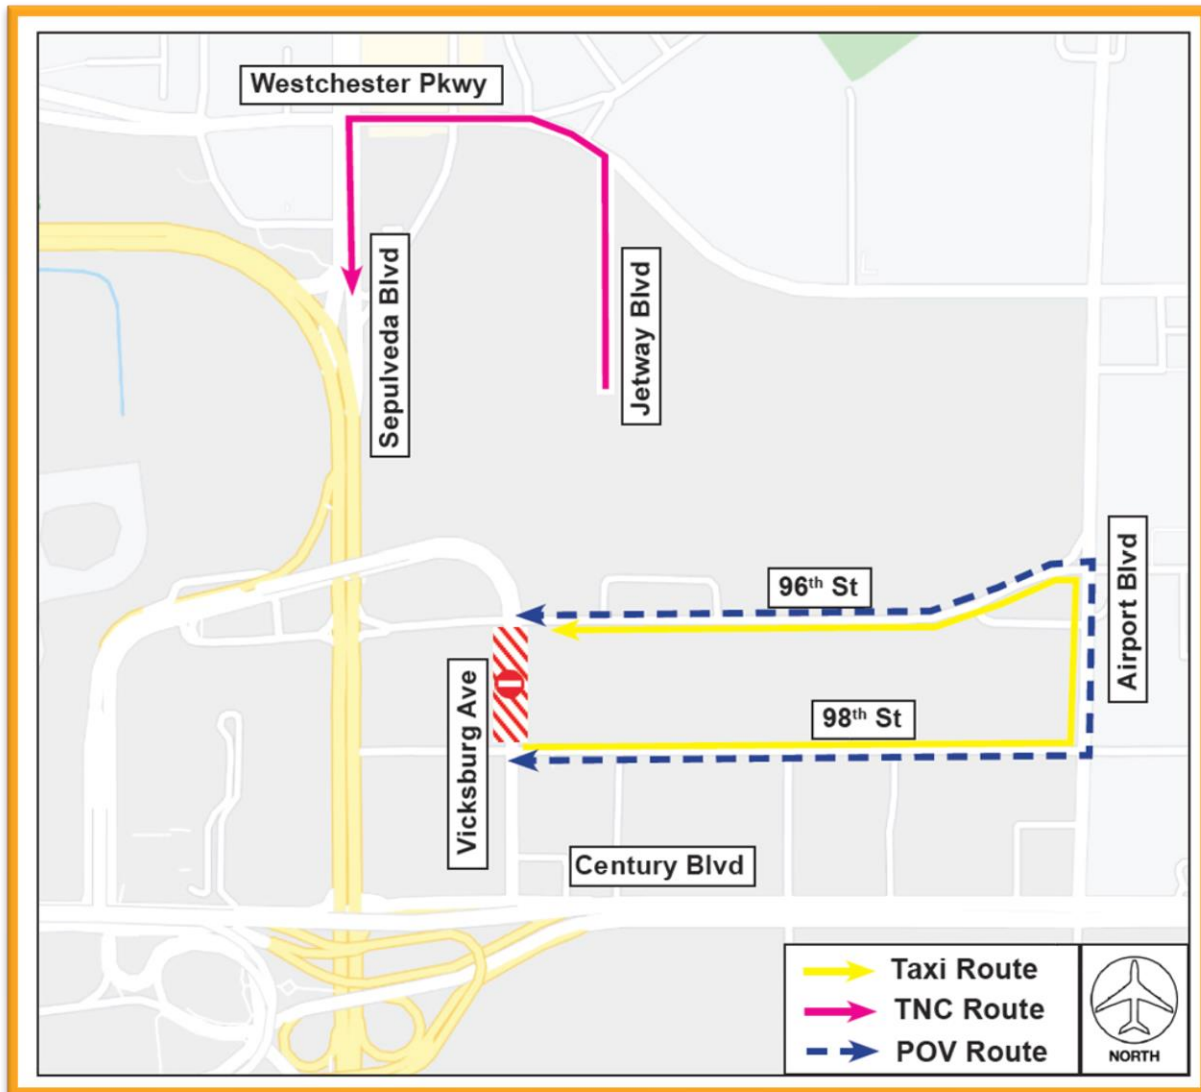 Westchester Pkwy
Sepulveda Blvd
Jetway Blvd
96th St
Airport Blvd
Vicksburg Ave
98th St
Century Blvd
Taxi Route
TNC Route
POV Route
NORTH